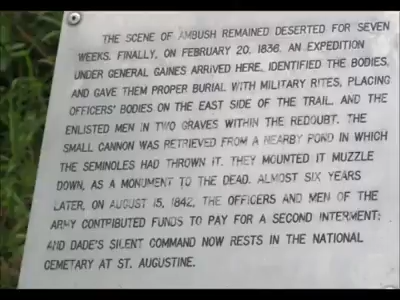 THE SCENE OF AMBUSH REMAINED DESERTED FOR SEVEN
WEEKS. FINALLY, ON FEBRUARY 20, 1836, AN EXPEDITION
UNDER GENERAL GAINES ARRIVED HERE, IDENTIFIED THE BODIES,
AND GAVE THEM PROPER BURIAL WITH MILITARY RITES, PLACING
OFFICERS' BODIES ON THE EAST SIDE OF THE TRAIL, AND THE
ENLISTED MEN IN TWO GRAVES WITHIN THE REDOUBT. THE
SMALL CANNON WAS RETRIEVED FROM A NEARBY POND IN WHICH
THE SEMINOLES HAD THROWN IT. THEY MOUNTED IT MUZZLE
DOWN, AS A MONUMENT TO THE DEAD. ALMOST SIX YEARS
LATER, ON AUGUST 15, 1842, THE OFFICERS AND MEN OF THE
ARMY CONTRIBUTED FUNDS TO PAY FOR A SECOND INTERMENT;
AND DADE'S SILENT COMMAND NOW RESTS IN THE NATIONAL
CEMETARY AT ST. AUGUSTINE.